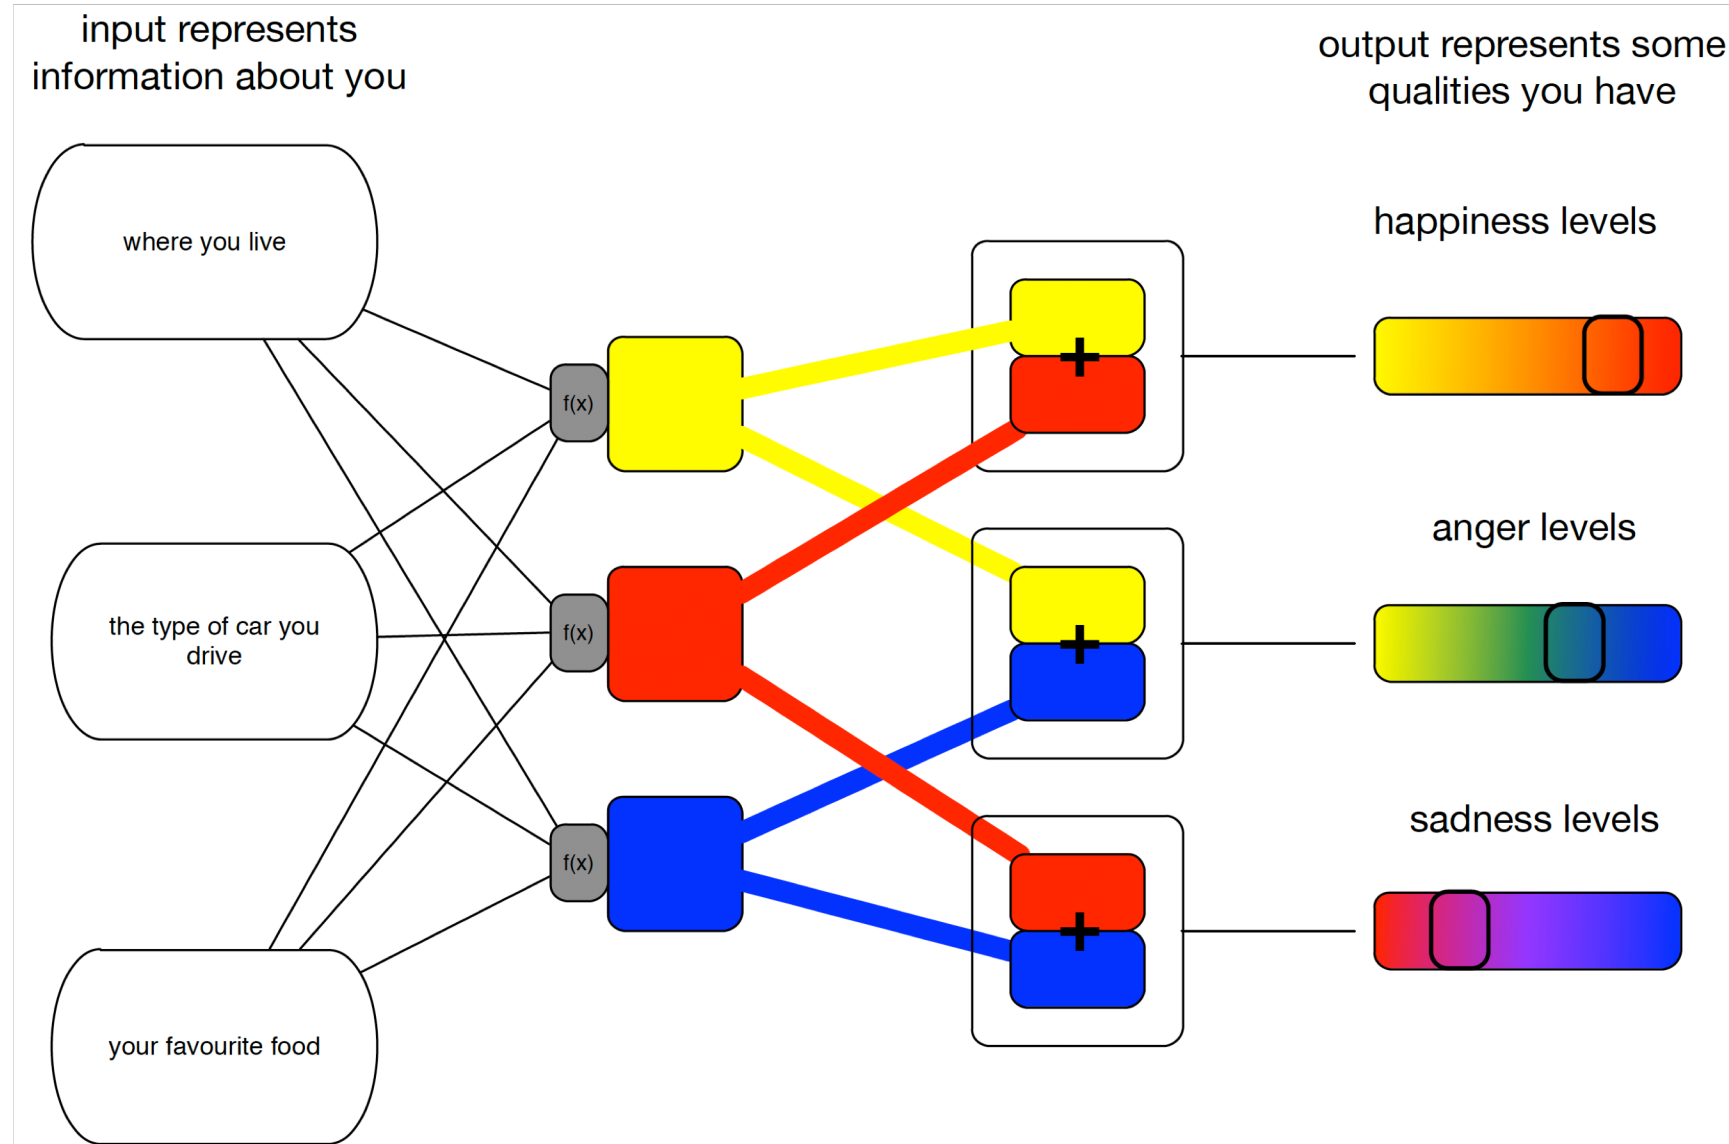 input represents
information about you
output represents some
qualities you have
where you live
happiness levels
f(x)
+
anger levels
the type of car you
drive
f(x)
+
sadness levels
f(x)
+
your favourite food